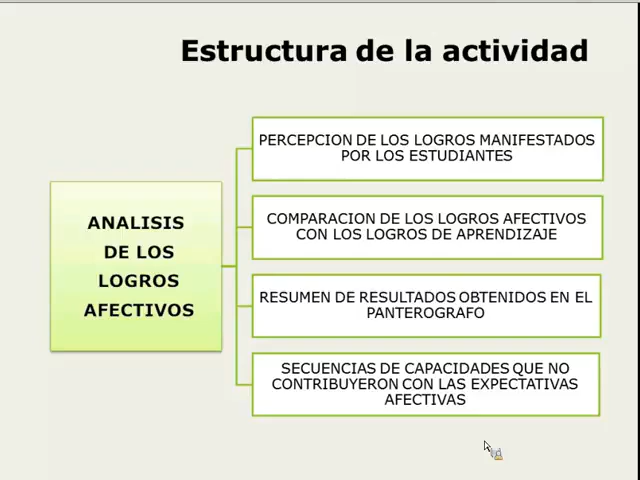 Estructura de la actividad
ANALISIS
DE LOS
LOGROS
AFECTIVOS
PERCEPCION DE LOS LOGROS MANIFESTADOS
POR LOS ESTUDIANTES
COMPARACION DE LOS LOGROS AFECTIVOS
CON LOS LOGROS DE APRENDIZAJE
RESUMEN DE RESULTADOS OBTENIDOS EN EL
PANTEROGRAFO
SECUENCIAS DE CAPACIDADES QUE NO
CONTRIBUYERON CON LAS EXPECTATIVAS
AFECTIVAS